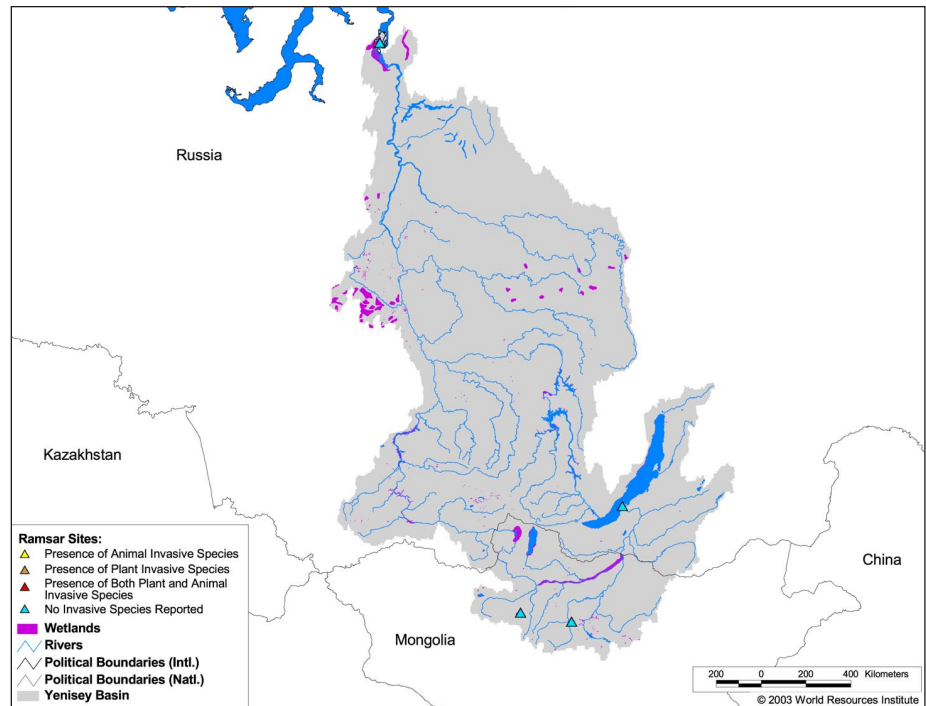 Russia
Kazakhstan
China
Mongolia
Ramsar Sites:
Presence of Animal Invasive Species
Presence of Plant Invasive Species
Presence of Both Plant and Animal
Invasive Species
No Invasive Species Reported
Wetlands
Rivers
Political Boundaries (Intl.)
Political Boundaries (Natl.)
Yenisey Basin
200 0 200 400 Kilometers
© 2003 World Resources Institute